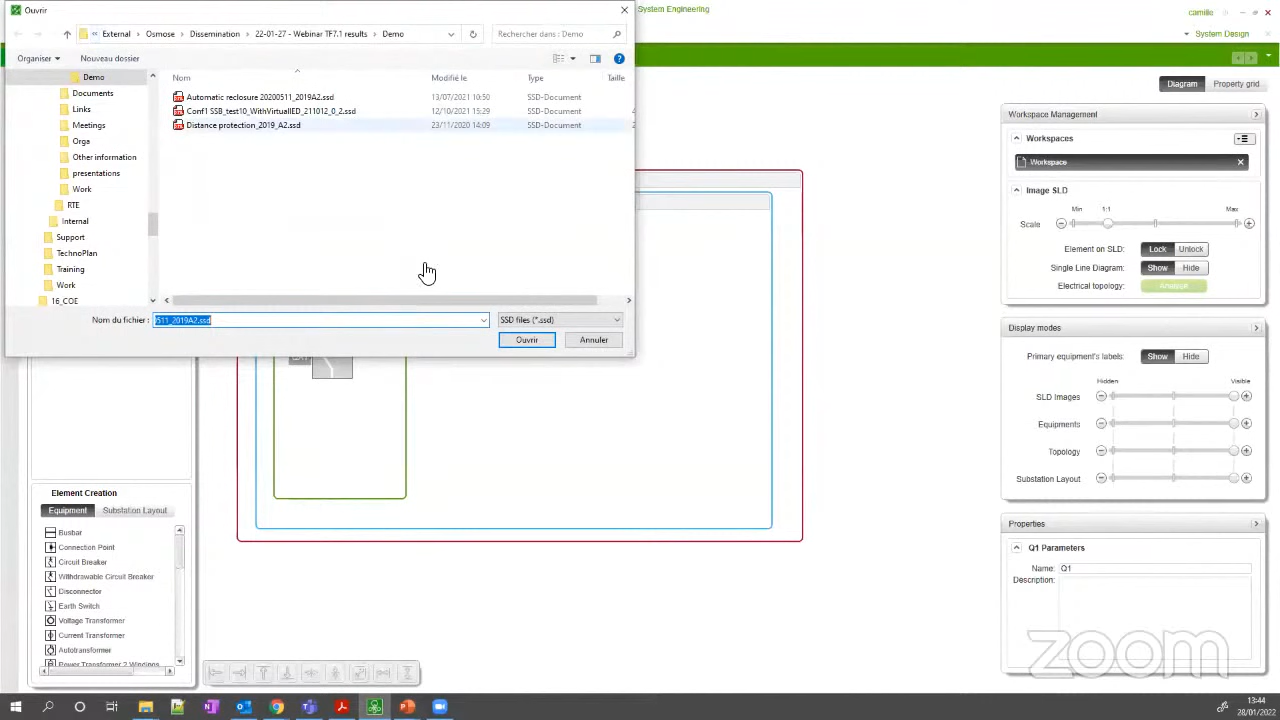 Ouvrir
System Engineering
camille
External
Osmose
Dissemination
22-01-27 - Webinar TF7.1 results
Demo
Rechercher dans : Demo
System Design
Organiser
Nouveau dossier
Diagram
Property grid
Demo
Documents
Links
Meetings
Orga
Other information
presentations
Work
RTE
Internal
Support
TechnoPlan
Training
Work
16_COE
Nom
Modifié le
Type
Taille
Automatic reclosure 20200511_2019A2.ssd
13/07/2021 10:50
SSD-Document
Conf1 SSB_test10_WithVirtualIED_211012_0_2.ssd
12/10/2021 15:29
SSD-Document
Distance protection_2019_A2.ssd
23/11/2020 14:09
SSD-Document
Nom du fichier :
511_2019A2.ssd
SSD files (*.ssd)
Ouvrir
Annuler
Workspace Management
Workspaces
Workspace
Image SLD
Min
1:1
Max
Scale
Element on SLD:
Lock
Unlock
Single Line Diagram:
Show
Hide
Electrical topology:
Display modes
Primary equipment's labels:
Show
Hide
Hidden
Visible
SLD Images
Equipments
Topology
Substation Layout
Properties
Q1 Parameters
Name:
Q1
Description:
Element Creation
Equipment
Substation Layout
Busbar
Connection Point
Circuit Breaker
Withdrawable Circuit Breaker
Disconnector
Earth Switch
Voltage Transformer
Current Transformer
Autotransformer
Power Transformer 2 Windings
zoom
13:44
28/01/2022